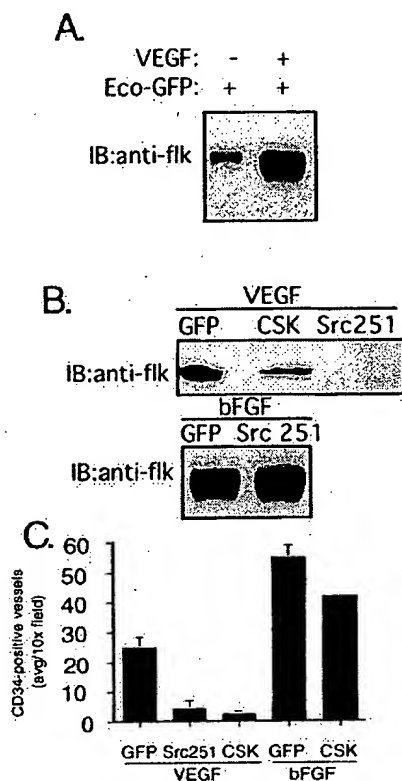 A.
VEGF: - +
Eco-GFP: + +
IB:anti-flk
B.
VEGF
GFP CSK Src251
IB:anti-flk
bFGF
GFP Src 251
IB:anti-flk
C.
CD34-positive vessels
(avg/10x field)
60
50
40
30
20
10
0
GFP Src251 CSK GFP CSK
VEGF bFGF